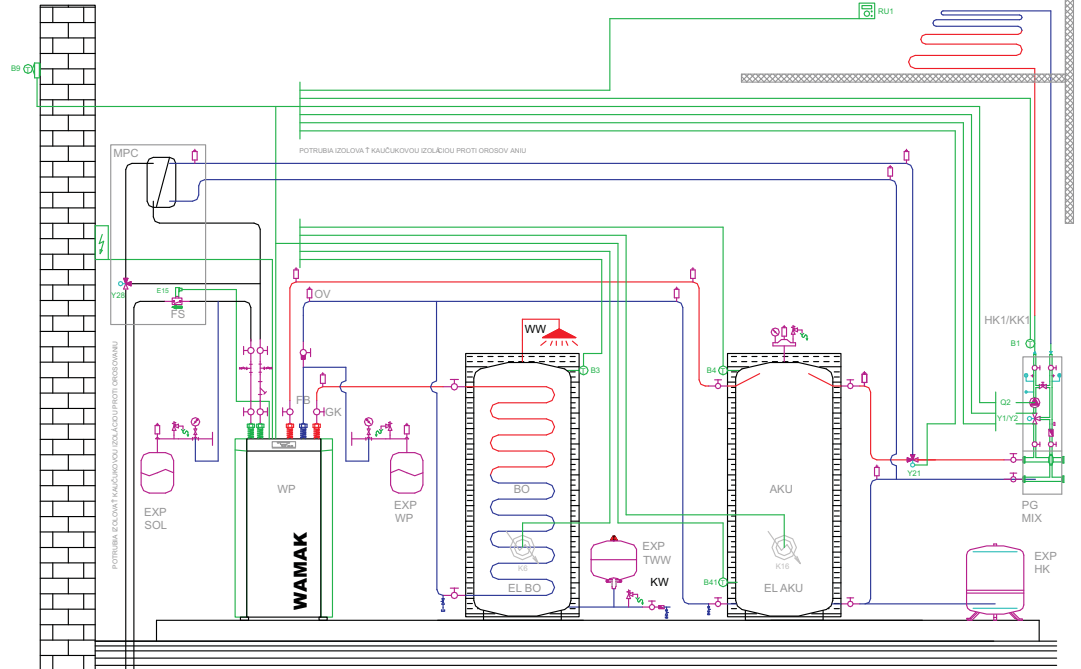 RU1
B9
MPC
POTRUBIA IZOLOVAŤ KAUČUKOVOU IZOLÁCIOU PROTI OROSOVANIU
Y28
E15
FS
OV
HK1/KK1
B1
WW
B3
B4
Q2
Y1/Y2
FB
GK
POTRUBIA IZOLOVAŤ KAUČUKOVOU IZOLÁCIOU PROTI OROSOVANIU
WP
BO
AKU
Y21
EXP
SOL
EXP
WP
PG
MIX
WAMAK
K6
EXP
TWW
K16
EXP
HK
EL BO
KW
B41
EL AKU